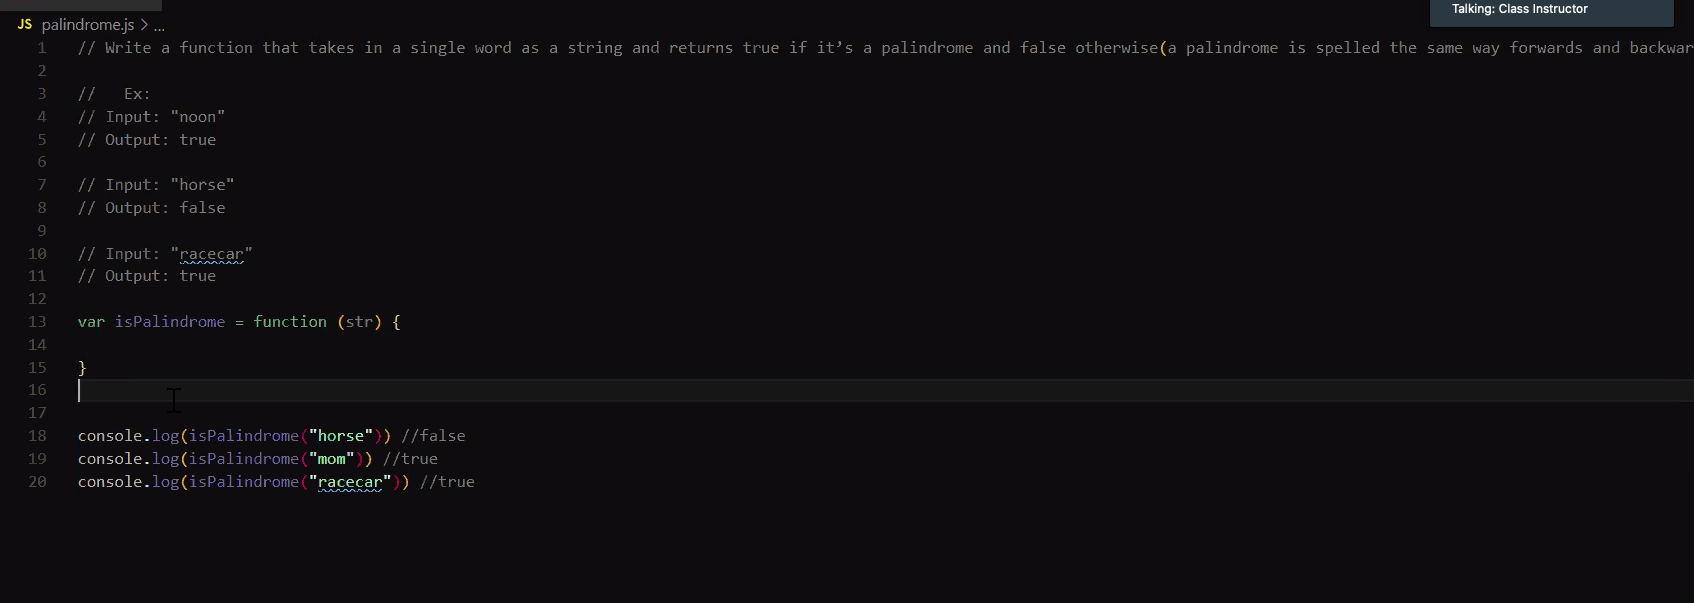 Talking: Class Instructor
JS palindrome.js > ...
1 // Write a function that takes in a single word as a string and returns true if it’s a palindrome and false otherwise(a palindrome is spelled the same way forwards and backwar
2
3 //   Ex:
4 // Input: "noon"
5 // Output: true
6
7 // Input: "horse"
8 // Output: false
9
10 // Input: "racecar"
11 // Output: true
12
13 var isPalindrome = function (str) {
14
15 }
16
17
18 console.log(isPalindrome("horse")) //false
19 console.log(isPalindrome("mom")) //true
20 console.log(isPalindrome("racecar")) //true